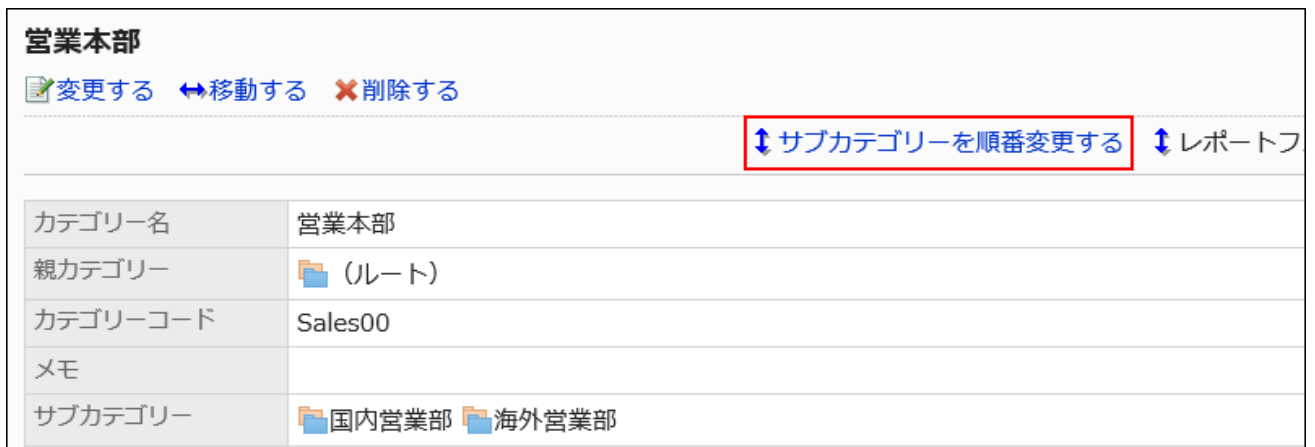 営業本部
変更する 移動する 削除する
サブカテゴリーを順番変更する レポートフ
カテゴリー名 営業本部
親カテゴリー （ルート）
カテゴリーコード Sales00
メモ
サブカテゴリー 国内営業部 海外営業部